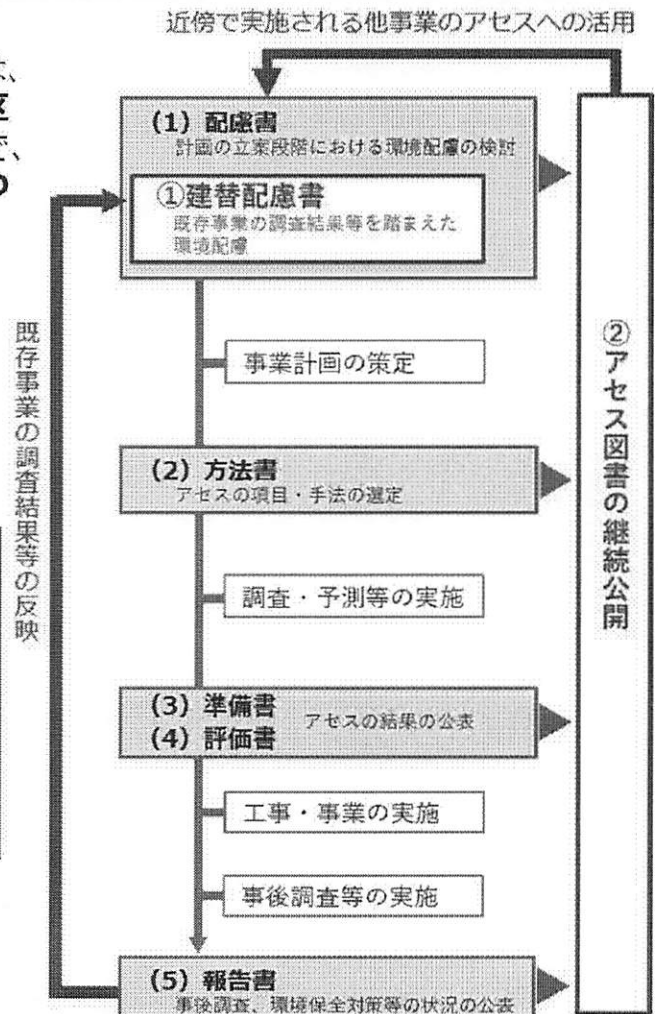 近傍で実施される他事業のアセスへの活用
(1) 配慮書
計画の立案段階における環境配慮の検討
①建替配慮書
既存事業の調査結果等を踏まえた
環境配慮
事業計画の策定
(2) 方法書
アセスの項目・手法の選定
調査・予測等の実施
(3) 準備書
(4) 評価書
アセスの結果の公表
工事・事業の実施
事後調査等の実施
(5) 報告書
事後調査、環境保全対策等の状況の公表
既存事業の調査結果等の反映
②アセス図書の継続公開